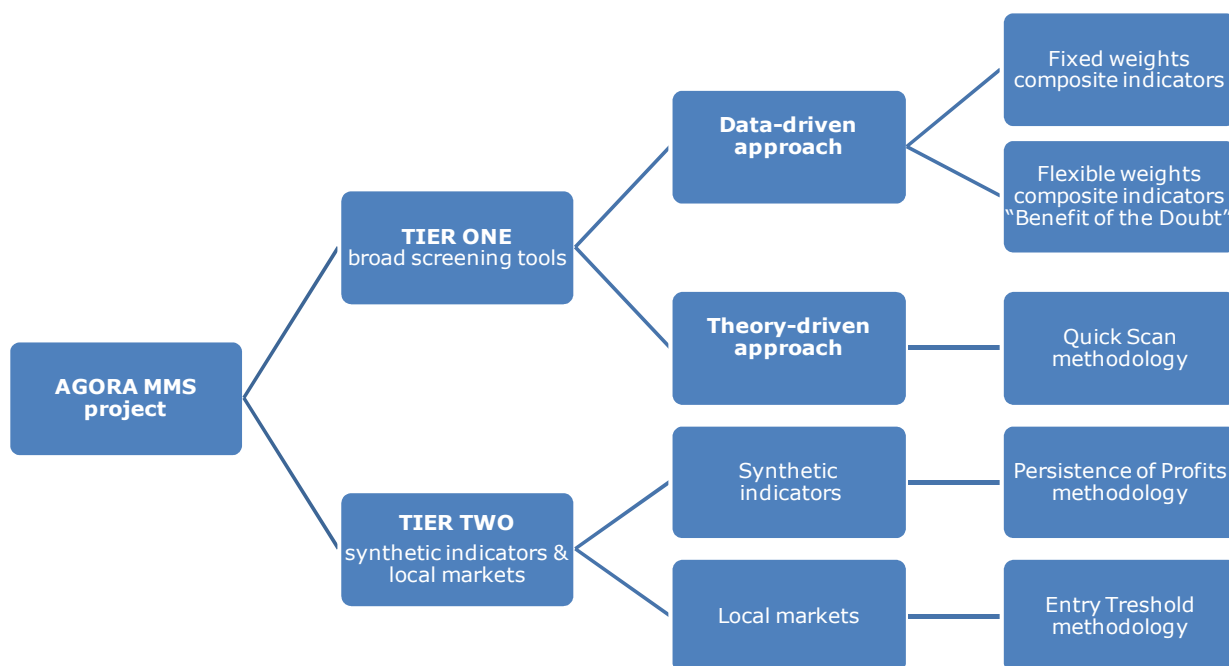 AGORA MMS
project
TIER ONE
broad screening tools
Data-driven
approach
Fixed weights
composite indicators
Flexible weights
composite indicators
“Benefit of the Doubt”
Theory-driven
approach
Quick Scan
methodology
TIER TWO
synthetic indicators &
local markets
Synthetic
indicators
Persistence of Profits
methodology
Local markets
Entry Treshold
methodology